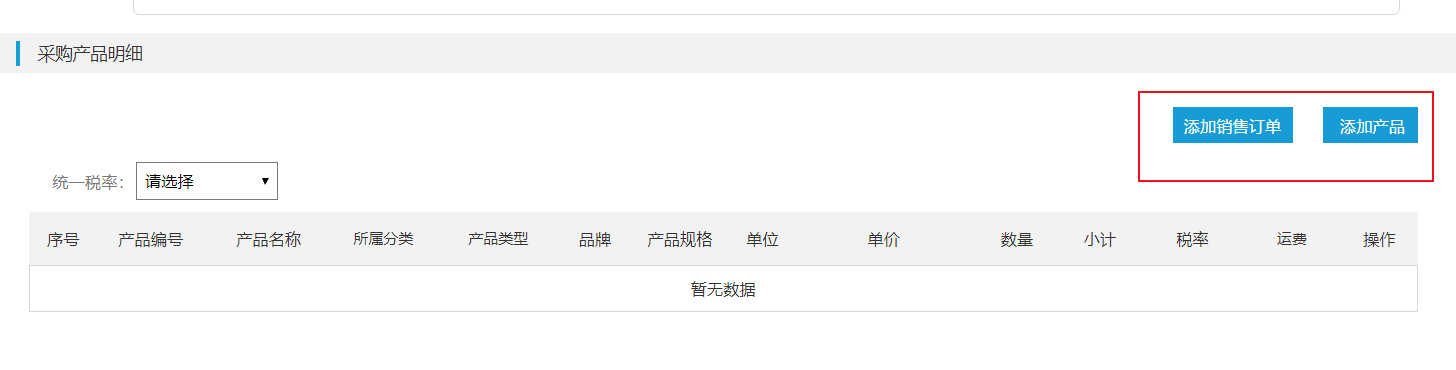 采购产品明细
添加销售订单 添加产品
统一税率： 请选择
序号 产品编号 产品名称 所属分类 产品类型 品牌 产品规格 单位 单价 数量 小计 税率 运费 操作
暂无数据